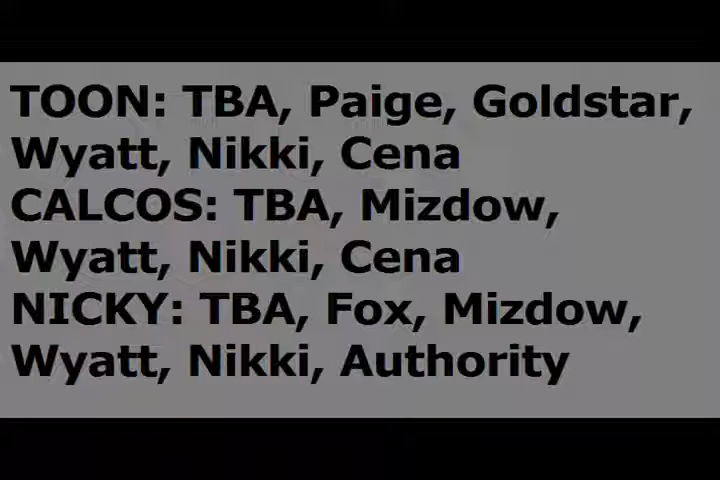 TOON: TBA, Paige, Goldstar,
Wyatt, Nikki, Cena
CALCOS: TBA, Mizdow,
Wyatt, Nikki, Cena
NICKY: TBA, Fox, Mizdow,
Wyatt, Nikki, Authority